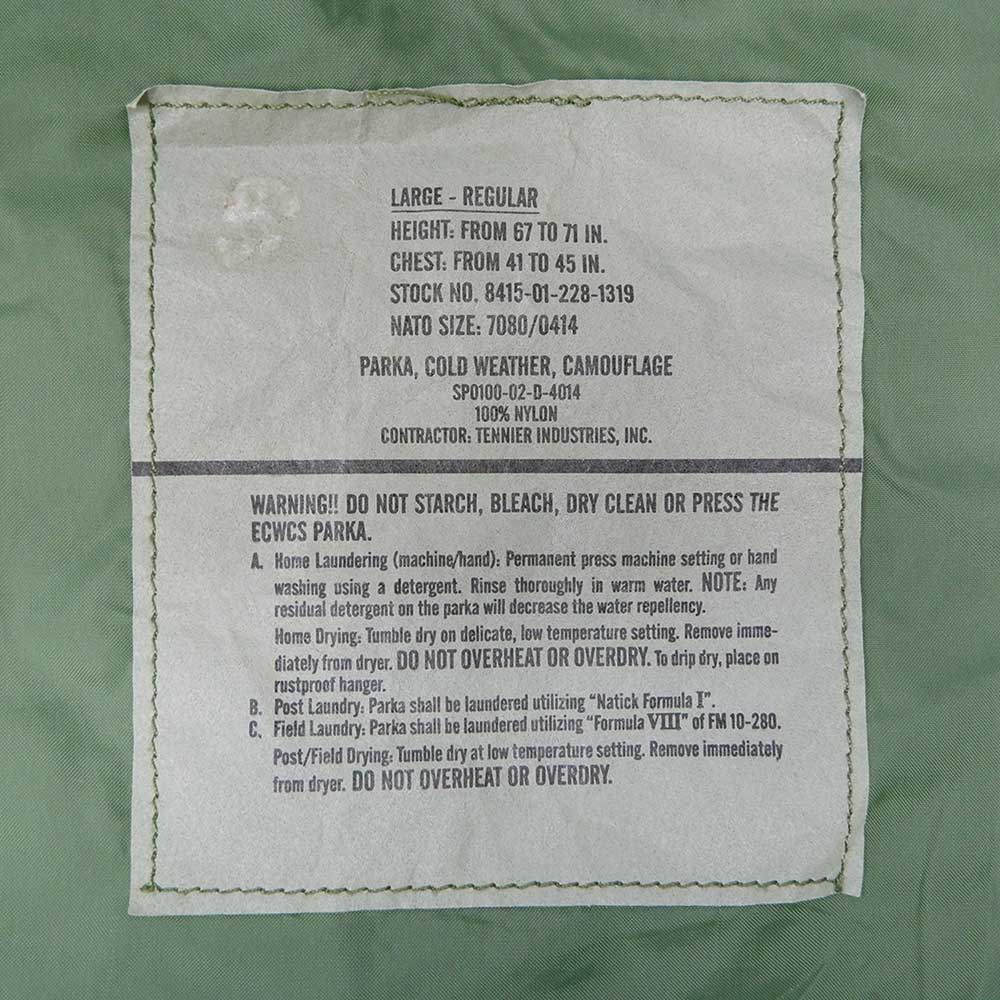 LARGE - REGULAR
HEIGHT: FROM 67 TO 71 IN.
CHEST: FROM 41 TO 45 IN.
STOCK NO. 8415-01-228-1319
NATO SIZE: 7080/0414
PARKA, COLD WEATHER, CAMOUFLAGE
SP0100-02-D-4014
100% NYLON
CONTRACTOR: TENNIER INDUSTRIES, INC.
WARNING!! DO NOT STARCH, BLEACH, DRY CLEAN OR PRESS THE
ECWCS PARKA.
A. Home Laundering (machine/hand): Permanent press machine setting or hand
washing using a detergent. Rinse thoroughly in warm water. NOTE: Any
residual detergent on the parka will decrease the water repellency.
Home Drying: Tumble dry on delicate, low temperature setting. Remove imme-
diately from dryer. DO NOT OVERHEAT OR OVERDRY. To drip dry, place on
rustproof hanger.
B. Post Laundry: Parka shall be laundered utilizing "Natick Formula I".
C. Field Laundry: Parka shall be laundered utilizing "Formula VIII" of FM 10-280.
Post/Field Drying: Tumble dry at low temperature setting. Remove immediately
from dryer. DO NOT OVERHEAT OR OVERDRY.